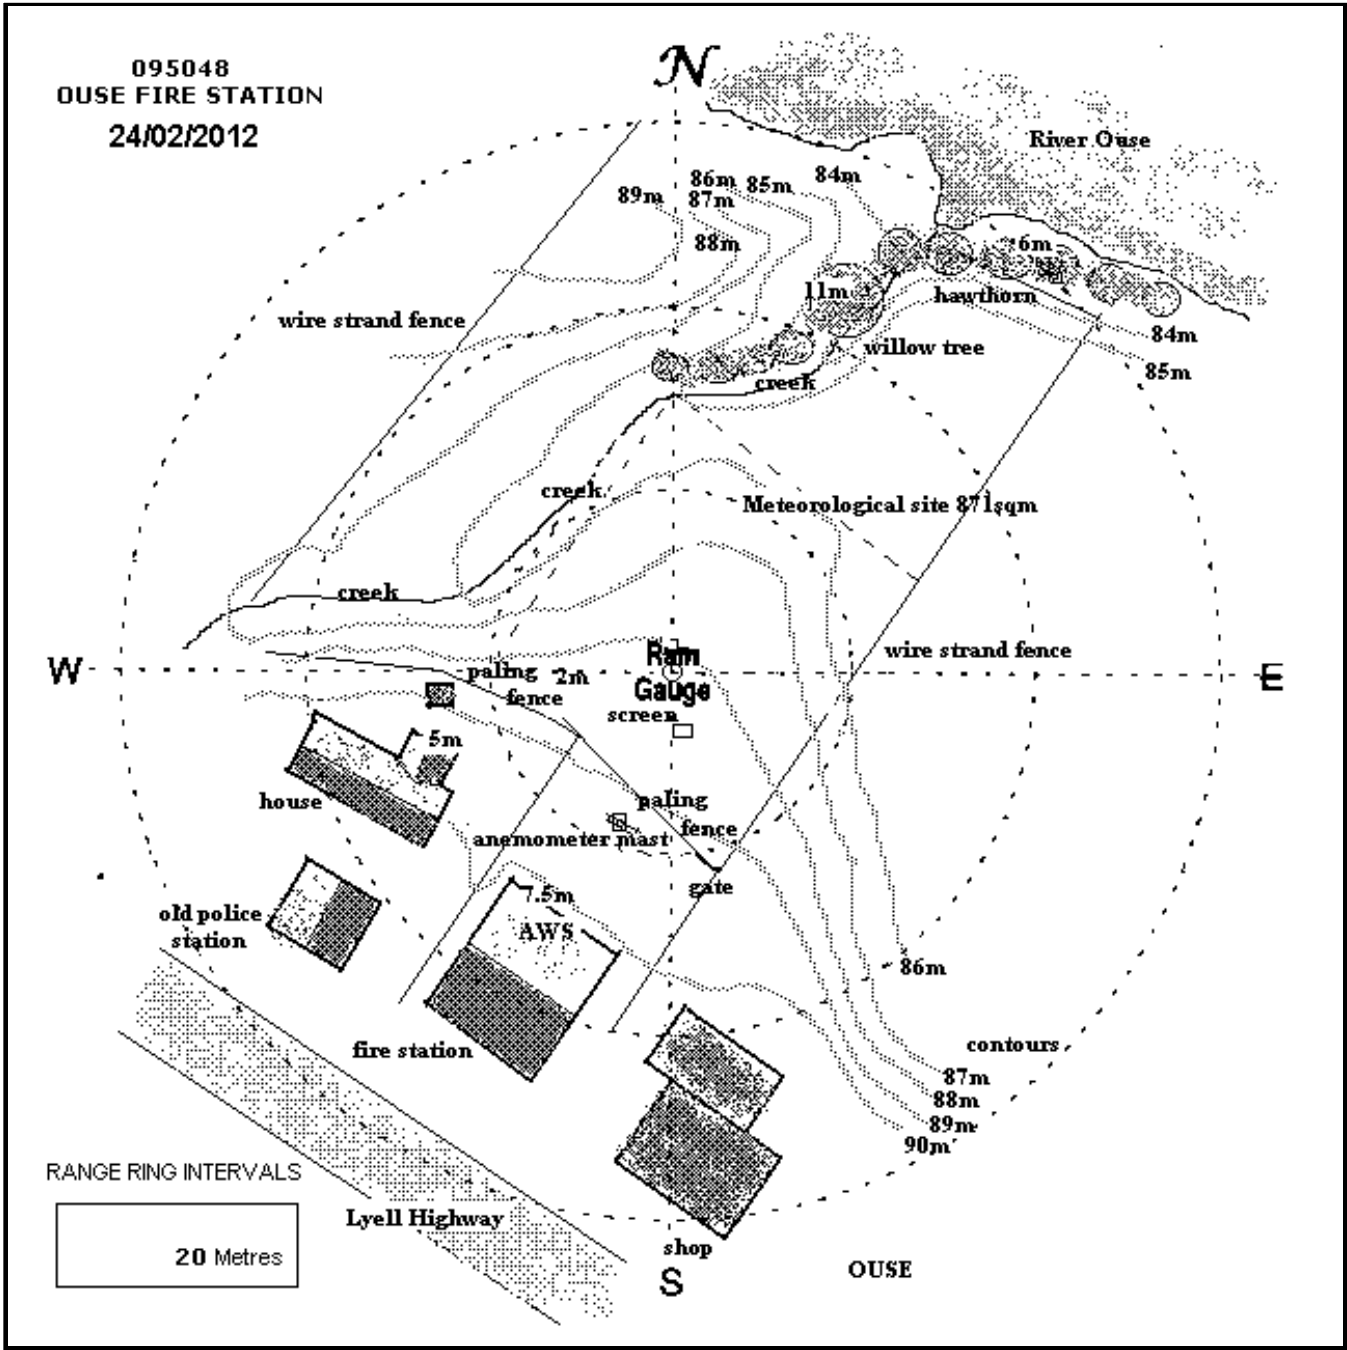 095048
OUSE FIRE STATION
24/02/2012
N
River Ouse
84m
86m
85m
89m
87m
88m
6m
11m
hawthorn
wire strand fence
willow tree
84m
85m
creek
creek
Meteorological site 871sqm
creek
Rain
Gauge
wire strand fence
W
E
paling
fence
2m
screen
5m
house
paling
fence
anemometer mast
gate
7.5m
AWS
old police
station
fire station
86m
contours
87m
88m
89m
90m
RANGE RING INTERVALS
20 Metres
Lyell Highway
shop
S
OUSE